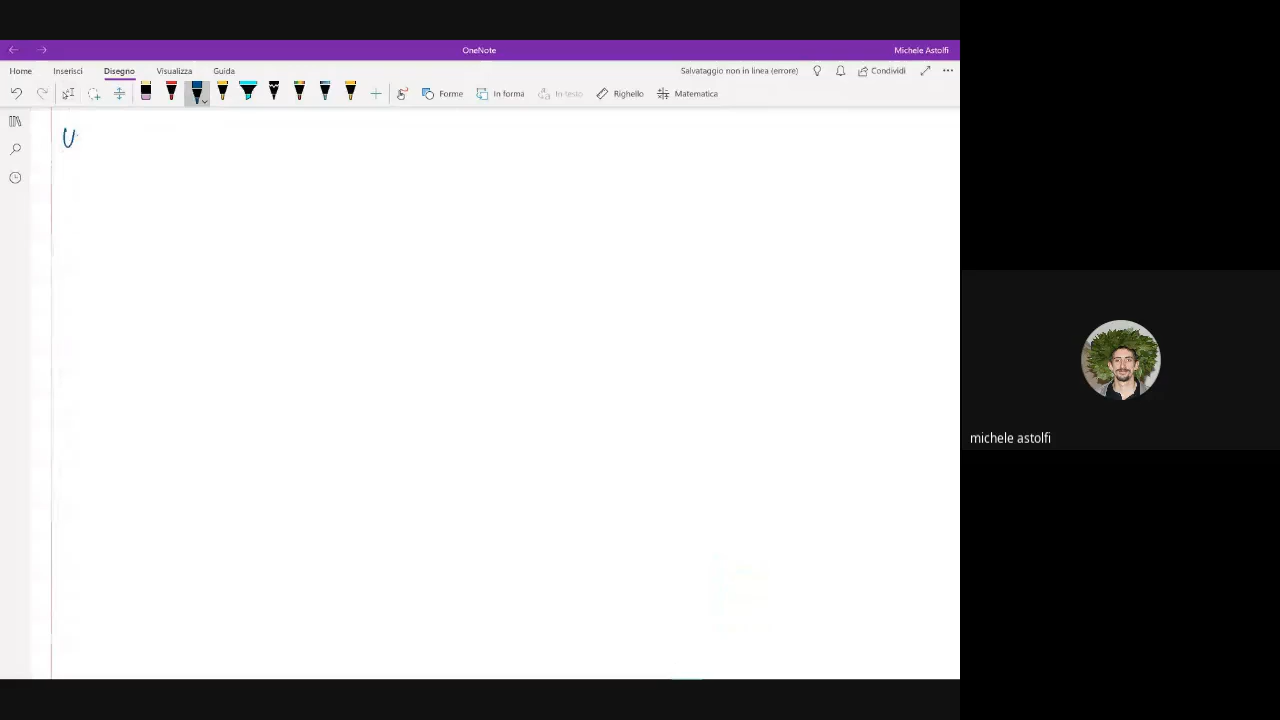 OneNote
Michele Astolfi
Home Inserisci Disegno Visualizza Guida
Salvataggio non in linea (errore) Condividi
Forme In forma In testo Righello Matematica
U
michele astolfi